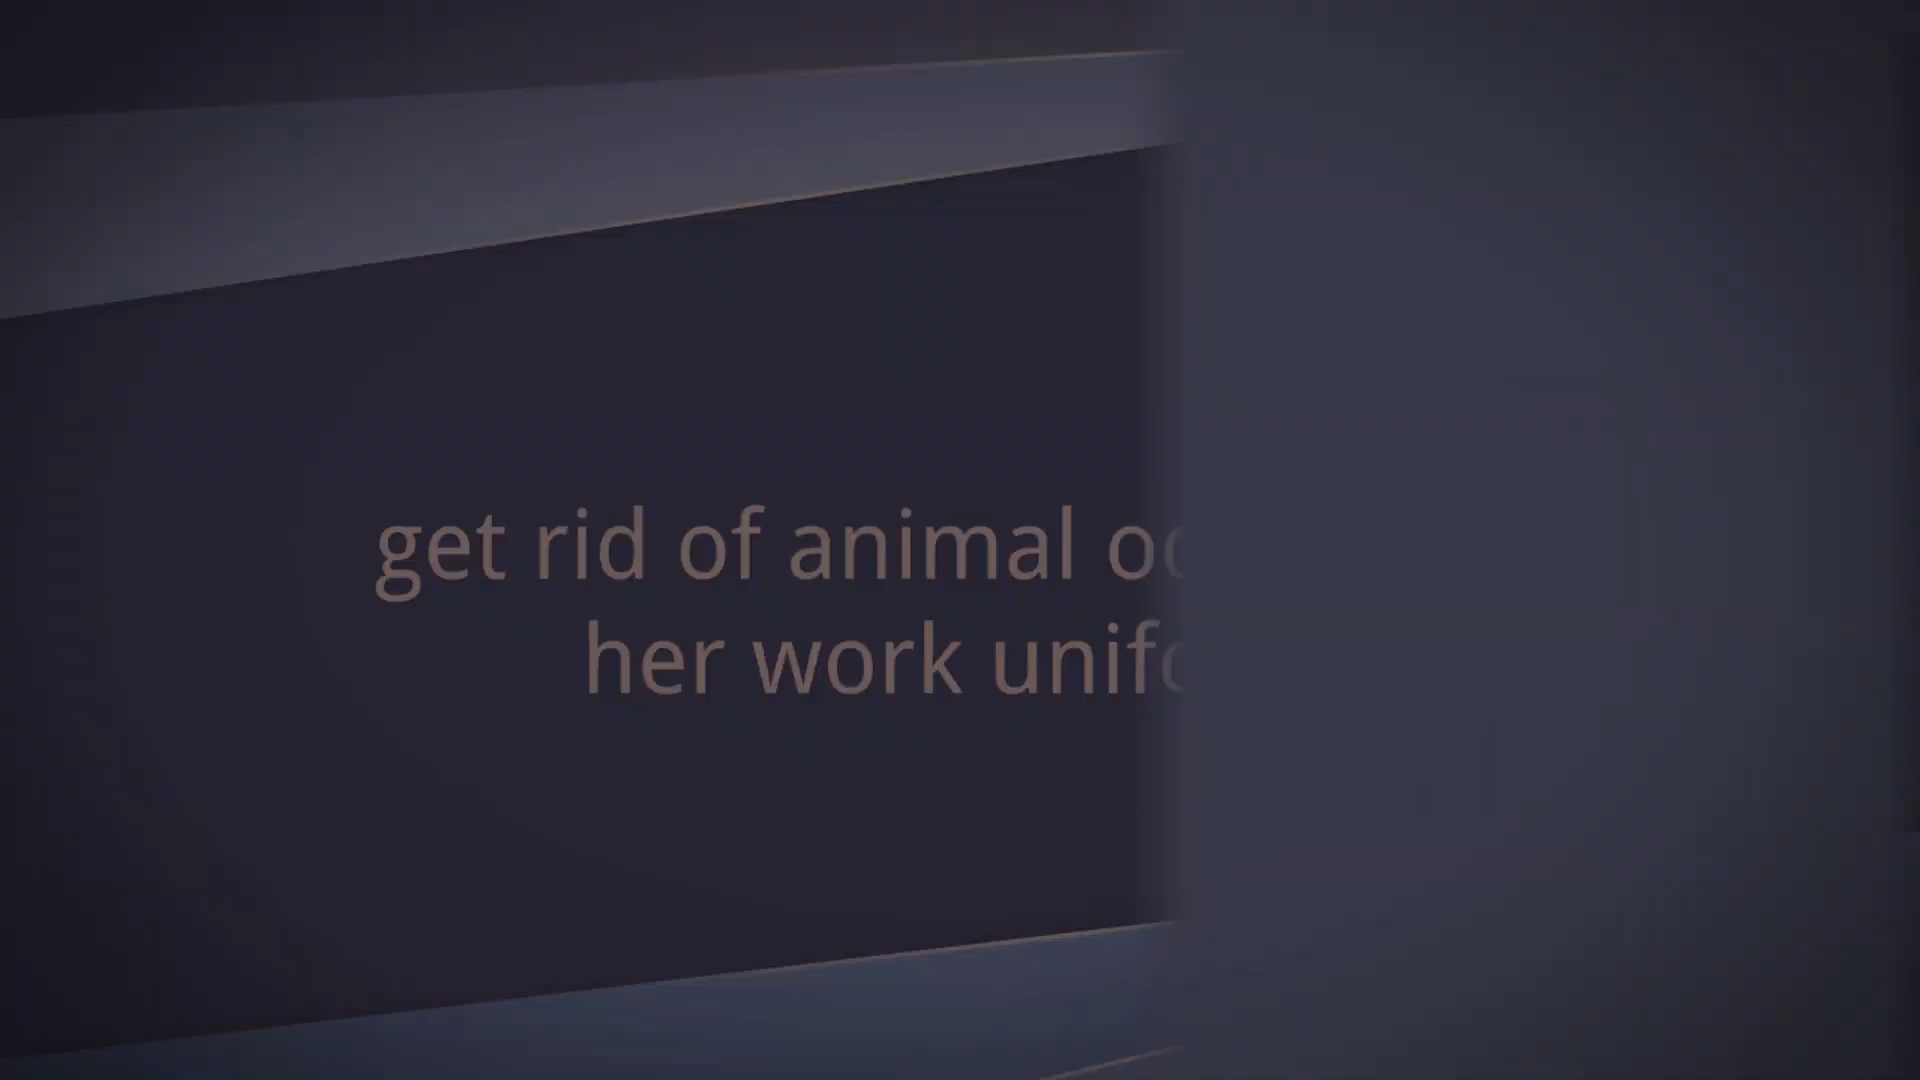 get rid of animal
her work